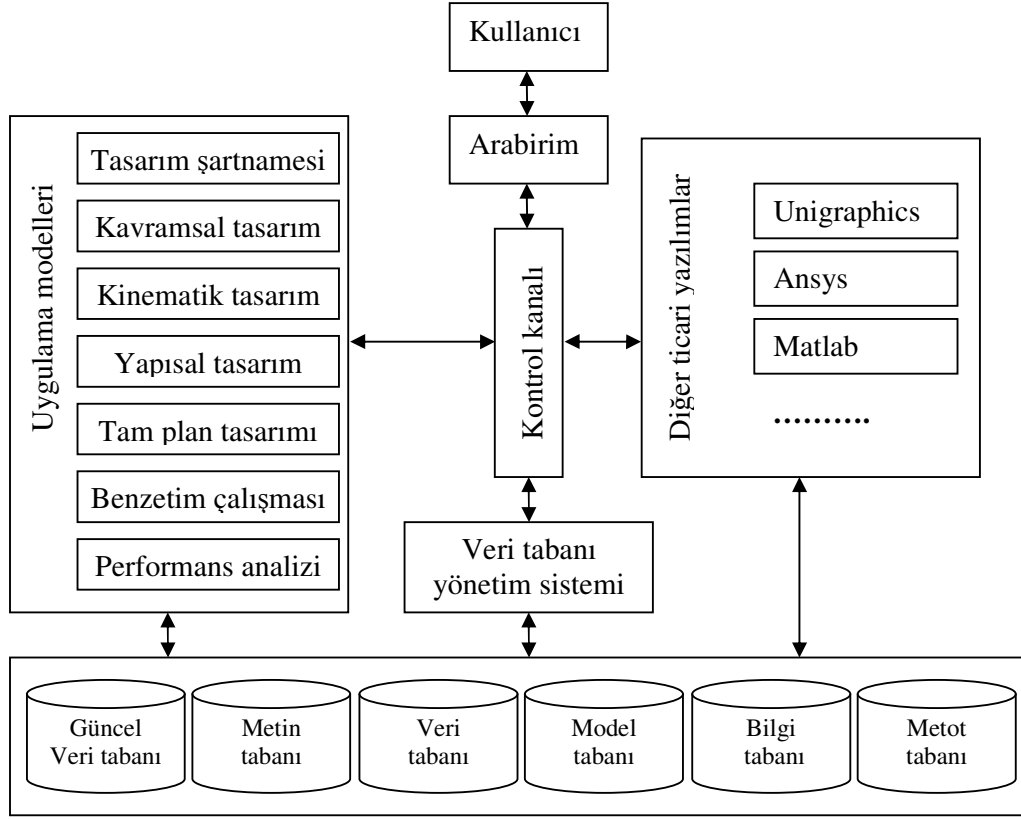 Kullanıcı
Arabirim
Uygulama modelleri
Tasarım şartnamesi
Kavramsal tasarım
Kinematik tasarım
Yapısal tasarım
Tam plan tasarımı
Benzetim çalışması
Performans analizi
Kontrol kanalı
Diğer ticari yazılımlar
Unigraphics
Ansys
Matlab
..........
Veri tabanı
yönetim sistemi
Güncel
Veri tabanı
Metin
tabanı
Veri
tabanı
Model
tabanı
Bilgi
tabanı
Metot
tabanı